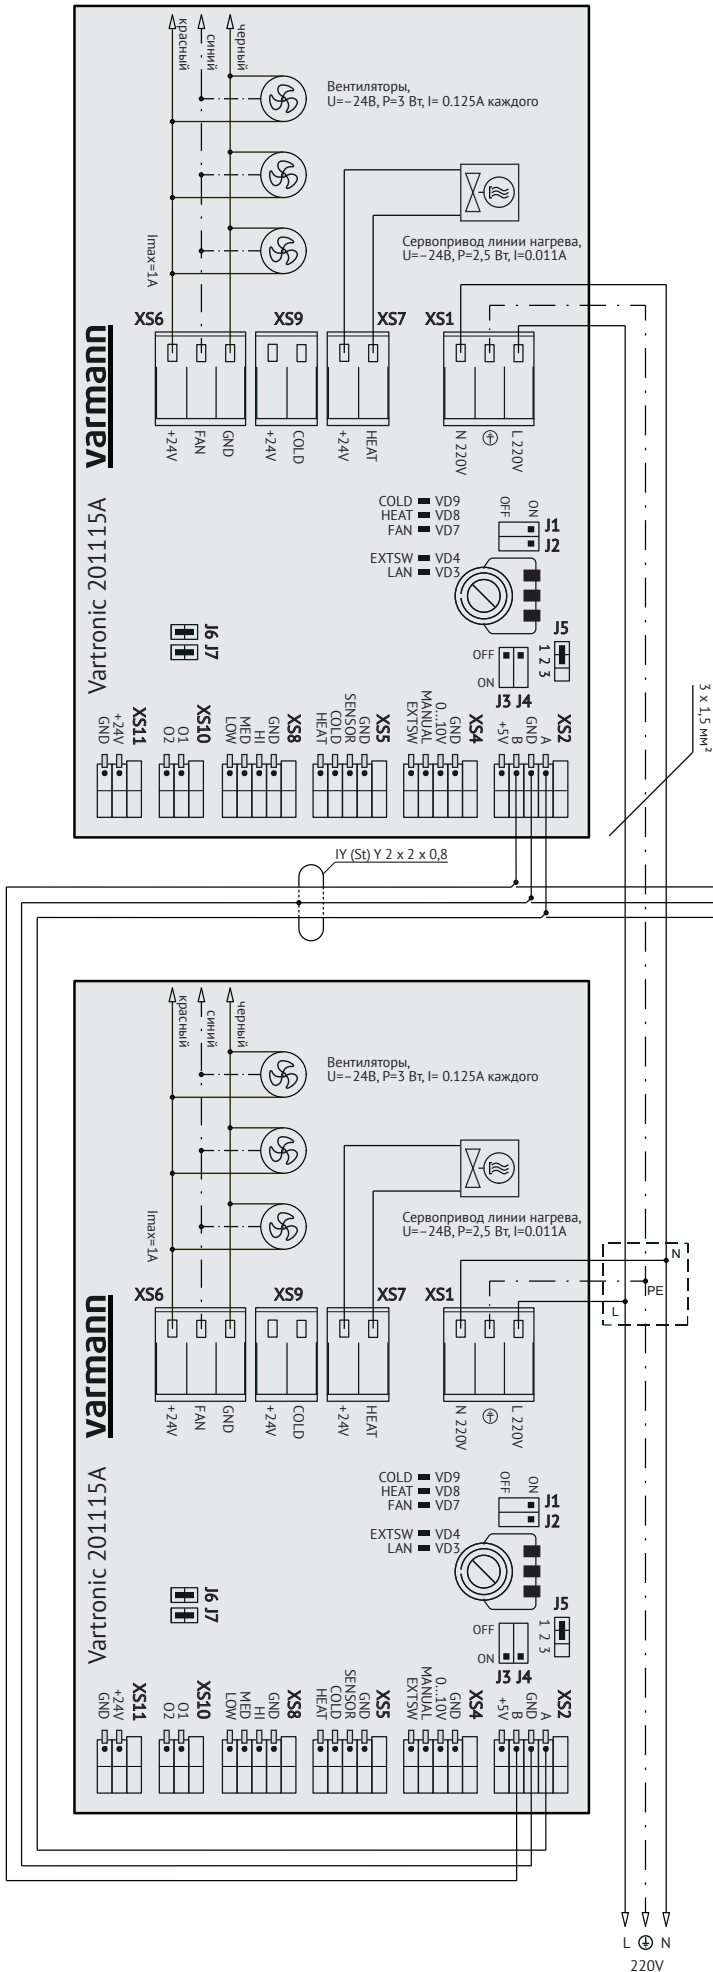 красный
синий
черный
Вентиляторы,
U=−24В, P=3 Вт, I= 0.125А каждого
Сервопривод линии нагрева,
U=−24В, P=2,5 Вт, I=0.011А
Imax=1A
XS6
XS9
XS7
XS1
varmann
+24V
FAN
GND
+24V
COLD
+24V
HEAT
N 220V
L 220V
Vartronic 201115A
COLD VD9
HEAT VD8
FAN VD7
EXTSW VD4
LAN VD3
OFF
ON
J1
J2
J6
J7
J5
1 2 3
OFF
ON
J3 J4
XS11
+24V
GND
XS10
O1
O2
XS8
GND
HI
MED
LOW
XS5
GND
SENSOR
COLD
HEAT
XS4
GND
0...10V
MANUAL
EXTSW
XS2
A
GND
B
+5V
3 x 1,5 мм²
IY (St) Y 2 x 2 x 0,8
красный
синий
черный
Вентиляторы,
U=−24В, P=3 Вт, I= 0.125А каждого
Сервопривод линии нагрева,
U=−24В, P=2,5 Вт, I=0.011А
Imax=1A
N
PE
L
XS6
XS9
XS7
XS1
varmann
+24V
FAN
GND
+24V
COLD
+24V
HEAT
N 220V
L 220V
Vartronic 201115A
COLD VD9
HEAT VD8
FAN VD7
EXTSW VD4
LAN VD3
OFF
ON
J1
J2
J6
J7
J5
1 2 3
OFF
ON
J3 J4
XS11
+24V
GND
XS10
O1
O2
XS8
GND
HI
MED
LOW
XS5
GND
SENSOR
COLD
HEAT
XS4
GND
0...10V
MANUAL
EXTSW
XS2
A
GND
B
+5V
L N
220V